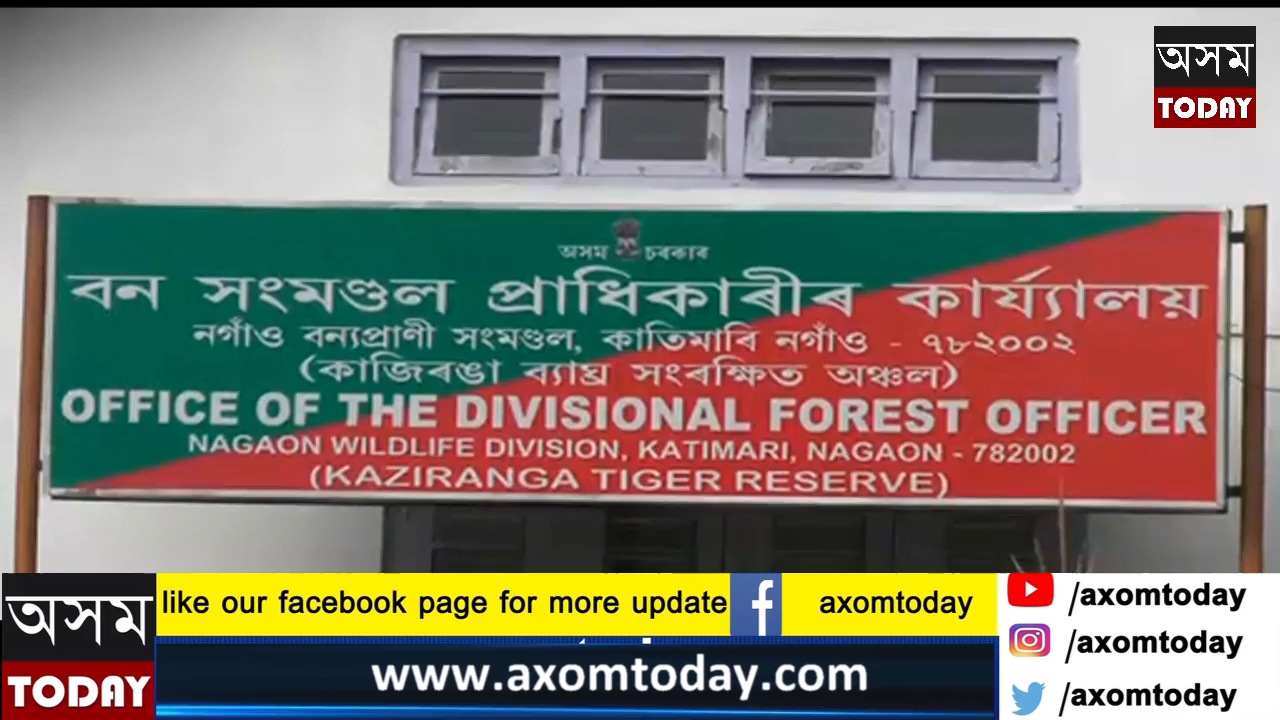 অসম
TODAY
অসম চৰকাৰ
বন সংমণ্ডল প্ৰাধিকাৰীৰ কাৰ্য্যালয়
নগাঁও বন্যপ্ৰাণী সংমণ্ডল, কাতিমাৰি নগাঁও - ৭৮২০০২
(কাজিৰঙা ব্যাঘ্ৰ সংৰক্ষিত অঞ্চল)
OFFICE OF THE DIVISIONAL FOREST OFFICER
NAGAON WILDLIFE DIVISION, KATIMARI, NAGAON - 782002
(KAZIRANGA TIGER RESERVE)
অসম
TODAY
like our facebook page for more update
axomtoday
www.axomtoday.com
/axomtoday
/axomtoday
/axomtoday